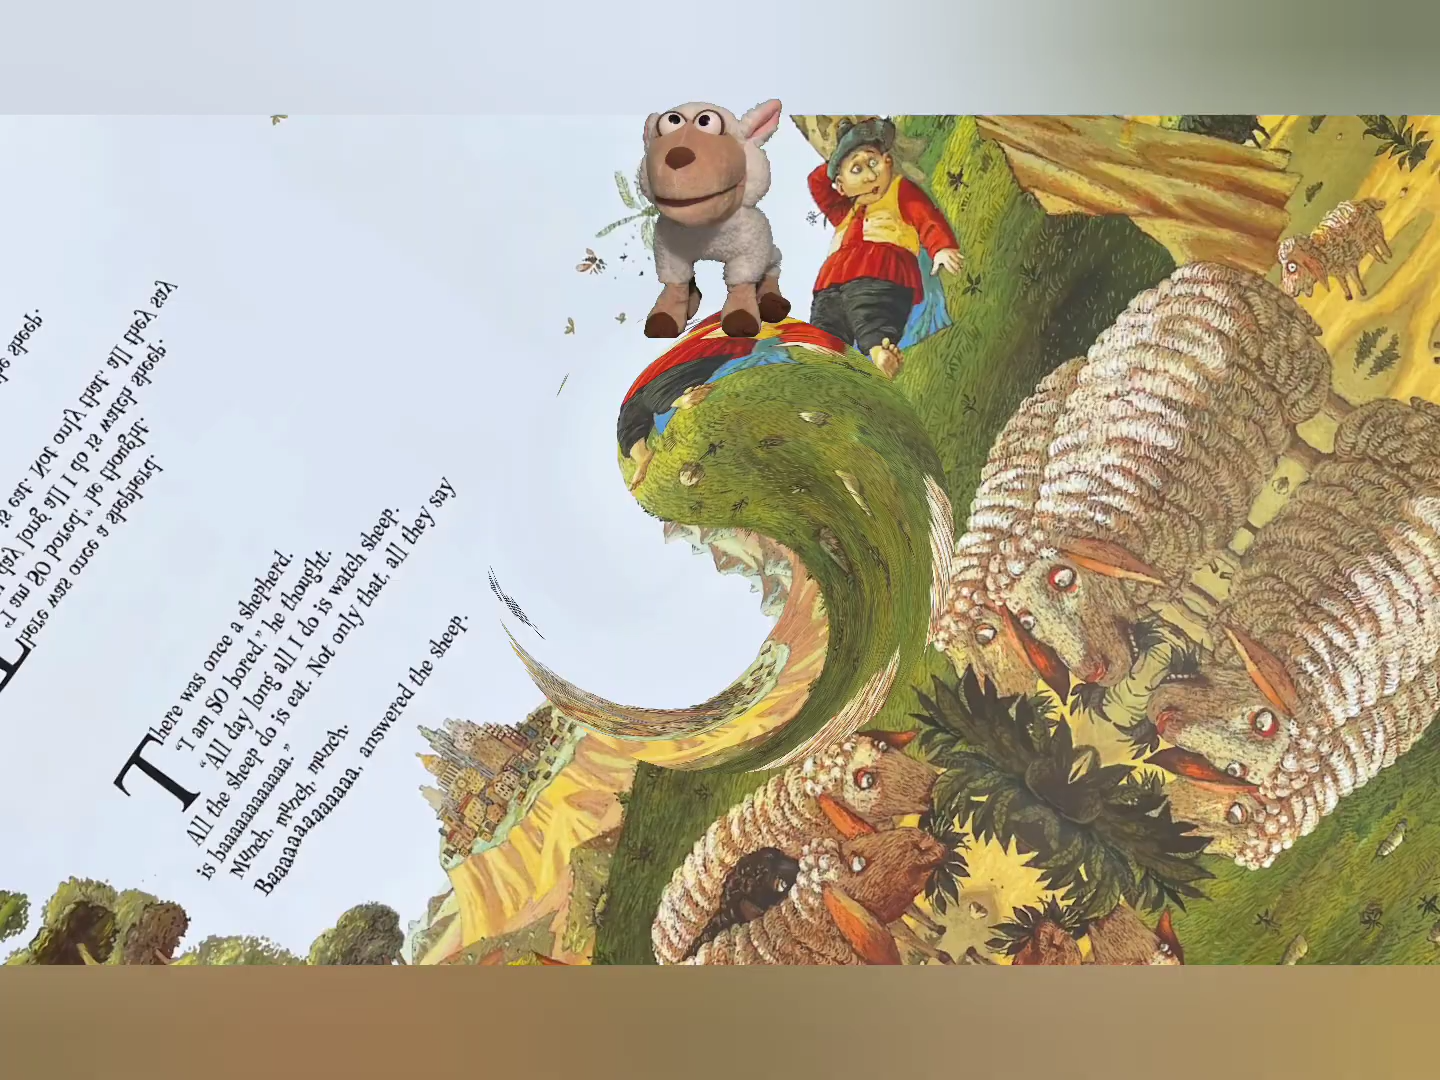 There was once a shepherd.
"I am SO bored," he thought.
"All day long all I do is watch sheep.
All the sheep do is eat. Not only that, all they say
is baaaaaaaaaaa."
Munch, munch, munch.
Baaaaaaaaaaaa, answered the sheep.